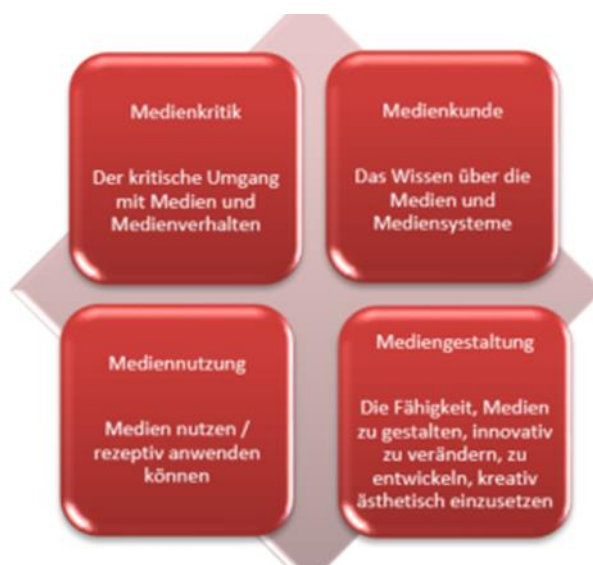 Medienkritik
Der kritische Umgang
mit Medien und
Medienverhalten
Medienkunde
Das Wissen über die
Medien und
Mediensysteme
Mediennutzung
Medien nutzen /
rezeptiv anwenden
können
Mediengestaltung
Die Fähigkeit, Medien
zu gestalten, innovativ
zu verändern, zu
entwickeln, kreativ
ästhetisch einzusetzen